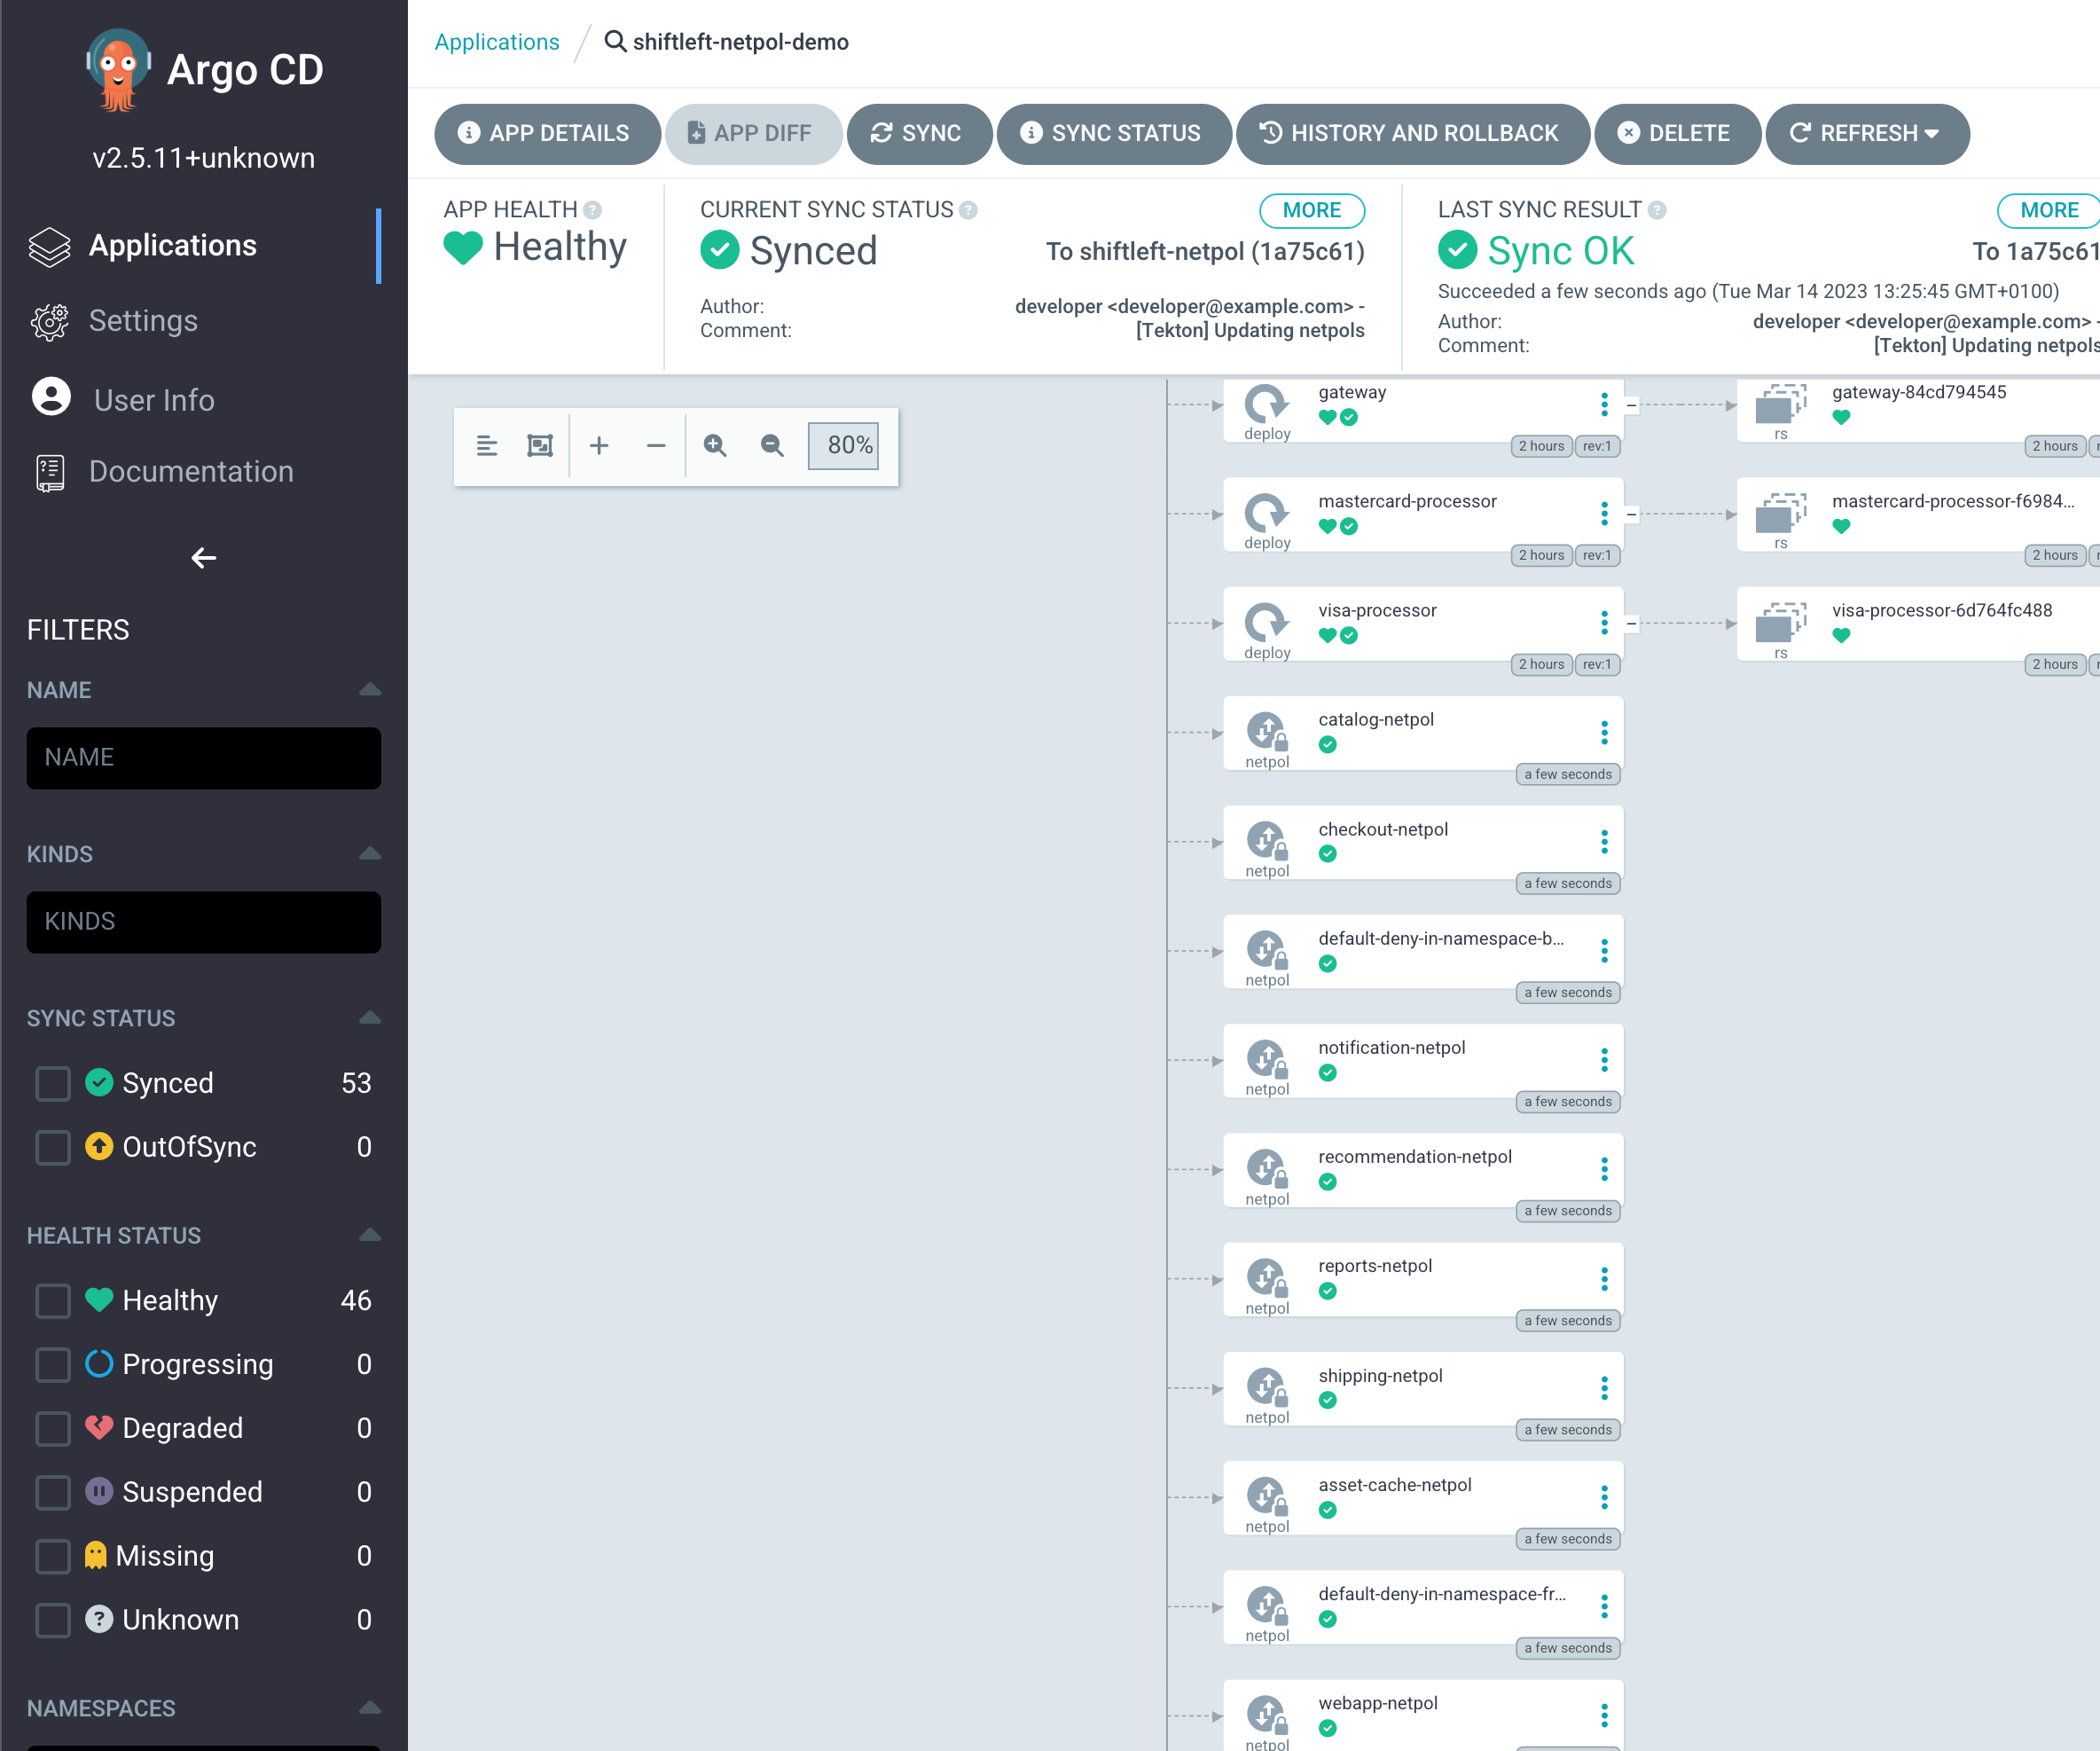 Argo CD
v2.5.11+unknown
Applications
Settings
User Info
Documentation
FILTERS
NAME
NAME
KINDS
KINDS
SYNC STATUS
Synced 53
OutOfSync 0
HEALTH STATUS
Healthy 46
Progressing 0
Degraded 0
Suspended 0
Missing 0
Unknown 0
NAMESPACES
Applications / shiftleft-netpol-demo
APP DETAILS APP DIFF SYNC SYNC STATUS HISTORY AND ROLLBACK DELETE REFRESH
APP HEALTH
Healthy
CURRENT SYNC STATUS MORE
Synced To shiftleft-netpol (1a75c61)
Author: developer <developer@example.com> -
Comment: [Tekton] Updating netpols
LAST SYNC RESULT MORE
Sync OK To 1a75c61
Succeeded a few seconds ago (Tue Mar 14 2023 13:25:45 GMT+0100)
Author: developer <developer@example.com> -
Comment: [Tekton] Updating netpols
80%
gateway
deploy
2 hours rev:1
gateway-84cd794545
rs
2 hours
mastercard-processor
deploy
2 hours rev:1
mastercard-processor-f6984...
rs
2 hours
visa-processor
deploy
2 hours rev:1
visa-processor-6d764fc488
rs
2 hours
catalog-netpol
netpol
a few seconds
checkout-netpol
netpol
a few seconds
default-deny-in-namespace-b...
netpol
a few seconds
notification-netpol
netpol
a few seconds
recommendation-netpol
netpol
a few seconds
reports-netpol
netpol
a few seconds
shipping-netpol
netpol
a few seconds
asset-cache-netpol
netpol
a few seconds
default-deny-in-namespace-fr...
netpol
a few seconds
webapp-netpol
netpol